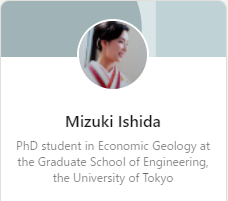 Mizuki Ishida
PhD student in Economic Geology at
the Graduate School of Engineering,
the University of Tokyo